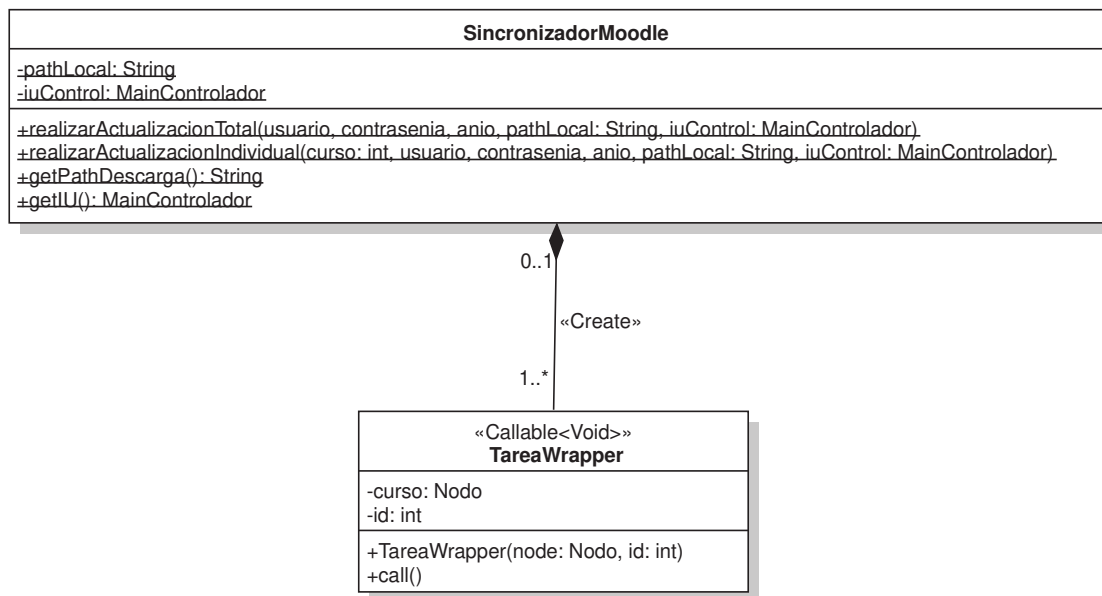 SincronizadorMoodle
-pathLocal: String
-iuControl: MainControlador
+realizarActualizacionTotal(usuario, contrasenia, anio, pathLocal: String, iuControl: MainControlador)
+realizarActualizacionIndividual(curso: int, usuario, contrasenia, anio, pathLocal: String, iuControl: MainControlador)
+getPathDescarga(): String
+getIU(): MainControlador
0..1
«Create»
1..*
«Callable<Void>»
TareaWrapper
-curso: Nodo
-id: int
+TareaWrapper(node: Nodo, id: int)
+call()